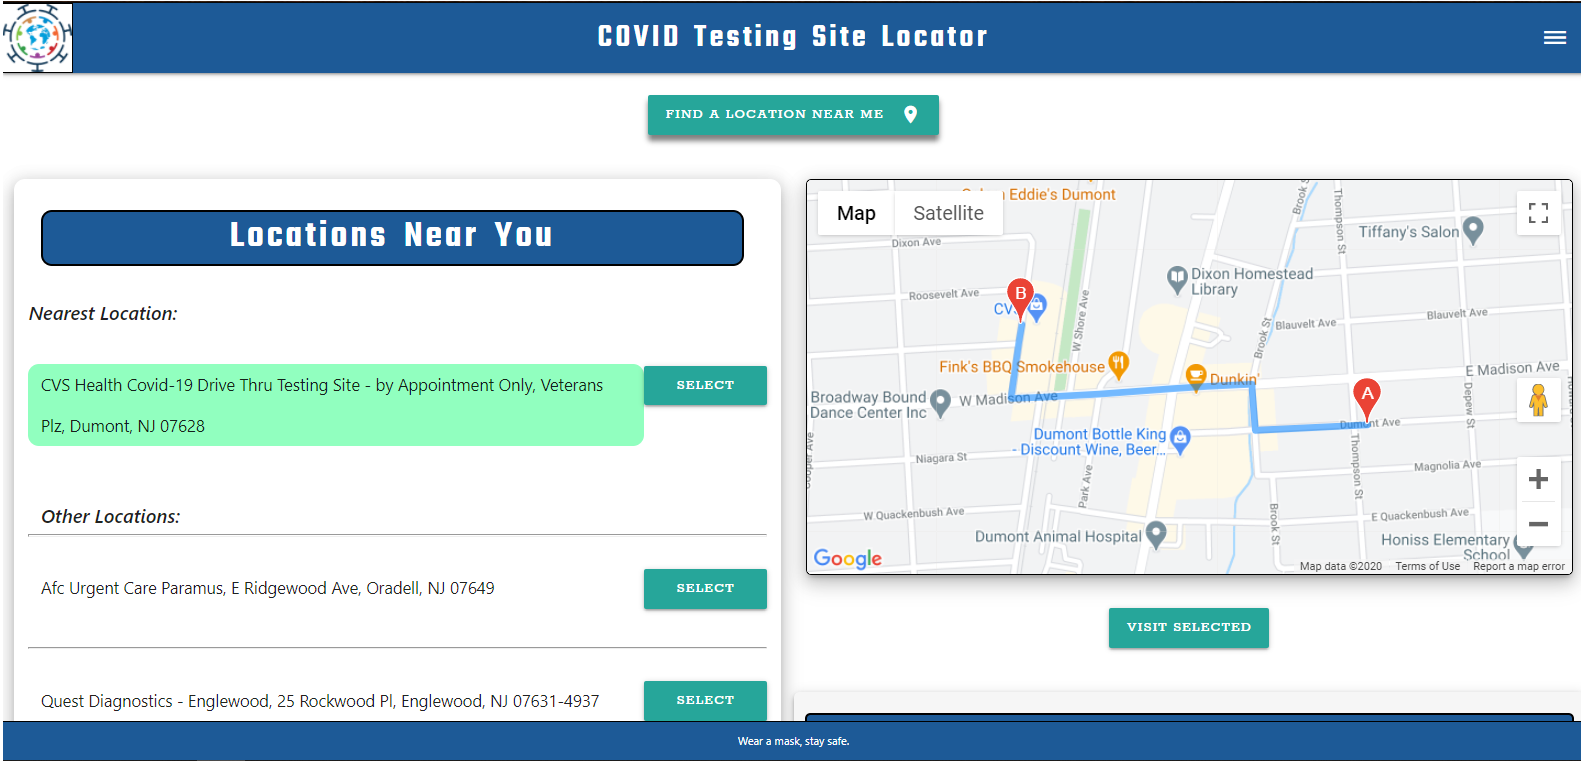 COVID Testing Site Locator
FIND A LOCATION NEAR ME
Locations Near You
Nearest Location:
CVS Health Covid-19 Drive Thru Testing Site - by Appointment Only, Veterans
Plz, Dumont, NJ 07628
SELECT
Other Locations:
Afc Urgent Care Paramus, E Ridgewood Ave, Oradell, NJ 07649
SELECT
Quest Diagnostics - Englewood, 25 Rockwood Pl, Englewood, NJ 07631-4937
SELECT
Map
Satellite
Eddie's Dumont
Dixon Ave
Brook S
Thompson St
Tiffany's Salon
Dixon Homestead
Library
Roosevelt Ave
B
CVS
W Shore Ave
Brook St
Blauvelt Ave
Blauvelt Ave
Fink's BBQ Smokehouse
Dunkin'
E Madison Ave
Broadway Bound
Dance Center Inc
W Madison Ave
A
Dumont Ave
Depew St
Dumont Bottle King
- Discount Wine, Beer...
Niagara St
Park Ave
Thompson St
Magnolia Ave
W Quackenbush Ave
Brook St
E Quackenbush Ave
Dumont Animal Hospital
Honiss Elementary
School
Google
Map data ©2020
Terms of Use
Report a map error
VISIT SELECTED
Wear a mask, stay safe.